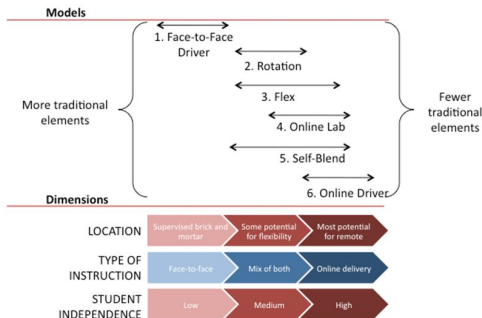 Models
1. Face-to-Face
Driver
2. Rotation
3. Flex
4. Online Lab
5. Self-Blend
6. Online Driver
More traditional
elements
Fewer
traditional
elements
Dimensions
LOCATION
Supervised brick and
mortar
Some potential
for flexibility
Most potential
for remote
TYPE OF
INSTRUCTION
Face-to-face
Mix of both
Online delivery
STUDENT
INDEPENDENCE
Low
Medium
High